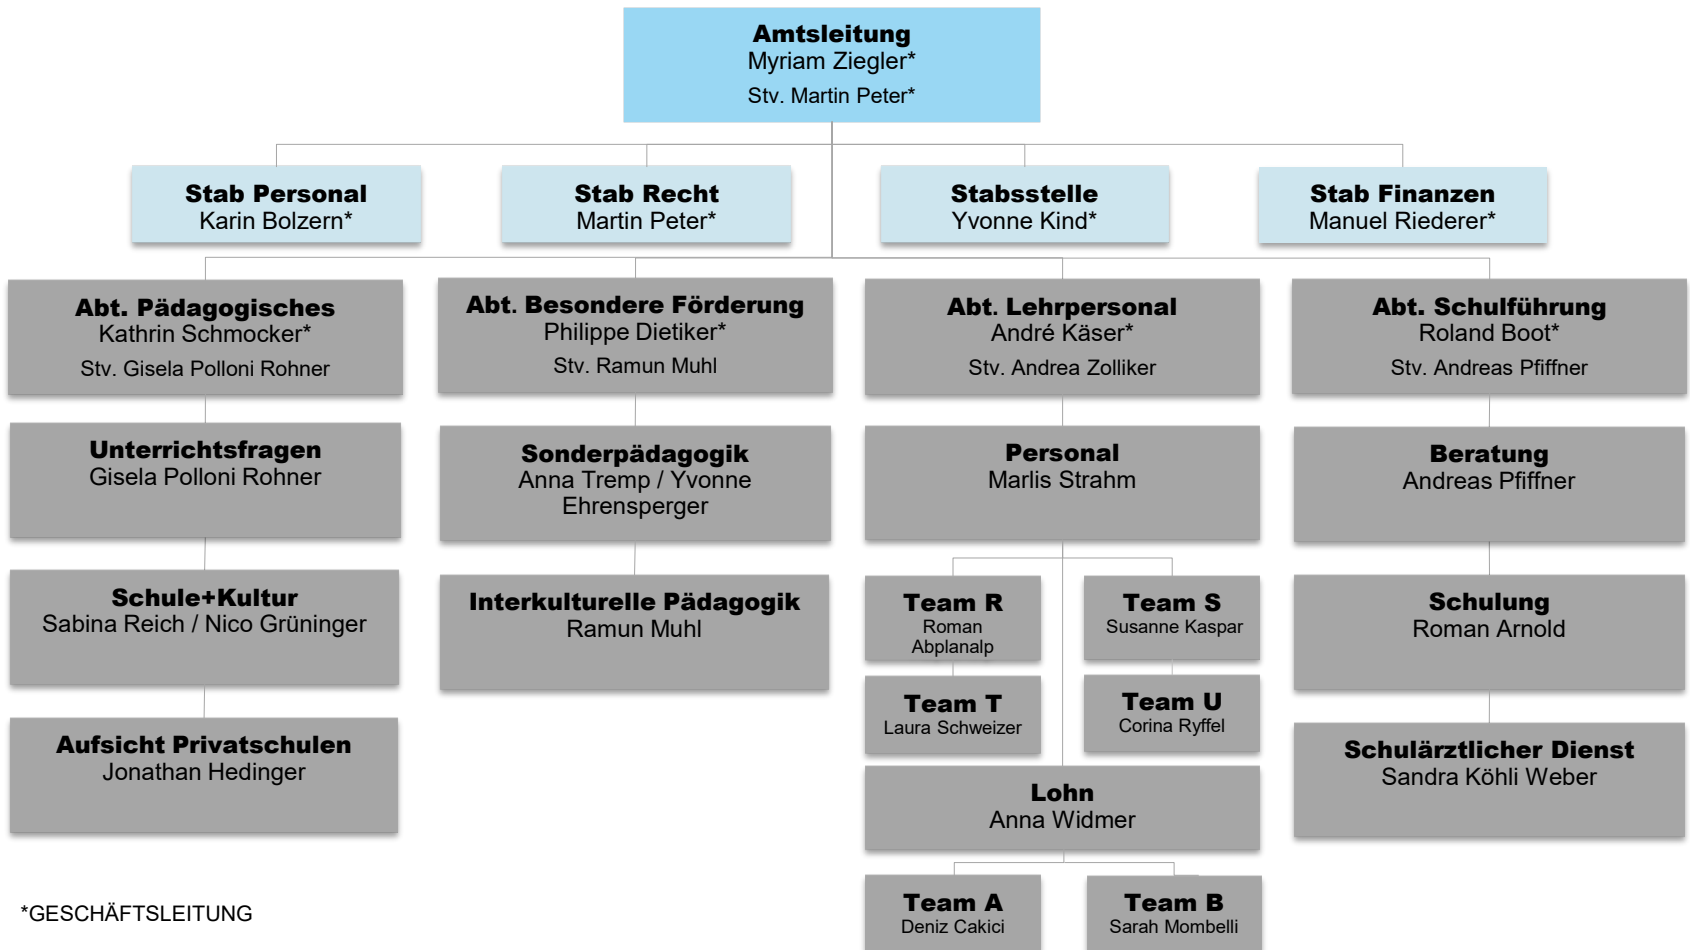 Amtsleitung
Myriam Ziegler*
Stv. Martin Peter*
Stab Personal
Karin Bolzern*
Stab Recht
Martin Peter*
Stabsstelle
Yvonne Kind*
Stab Finanzen
Manuel Riederer*
Abt. Pädagogisches
Kathrin Schmocker*
Stv. Gisela Polloni Rohner
Abt. Besondere Förderung
Philippe Dietiker*
Stv. Ramun Muhl
Abt. Lehrpersonal
André Käser*
Stv. Andrea Zolliker
Abt. Schulführung
Roland Boot*
Stv. Andreas Pfiffner
Unterrichtsfragen
Gisela Polloni Rohner
Sonderpädagogik
Anna Tremp / Yvonne
Ehrensperger
Personal
Marlis Strahm
Beratung
Andreas Pfiffner
Schule+Kultur
Sabina Reich / Nico Grüninger
Interkulturelle Pädagogik
Ramun Muhl
Team R
Roman
Abplanalp
Team S
Susanne Kaspar
Schulung
Roman Arnold
Team T
Laura Schweizer
Team U
Corina Ryffel
Aufsicht Privatschulen
Jonathan Hedinger
Schulärztlicher Dienst
Sandra Köhli Weber
Lohn
Anna Widmer
Team A
Deniz Cakici
Team B
Sarah Mombelli
*GESCHÄFTSLEITUNG